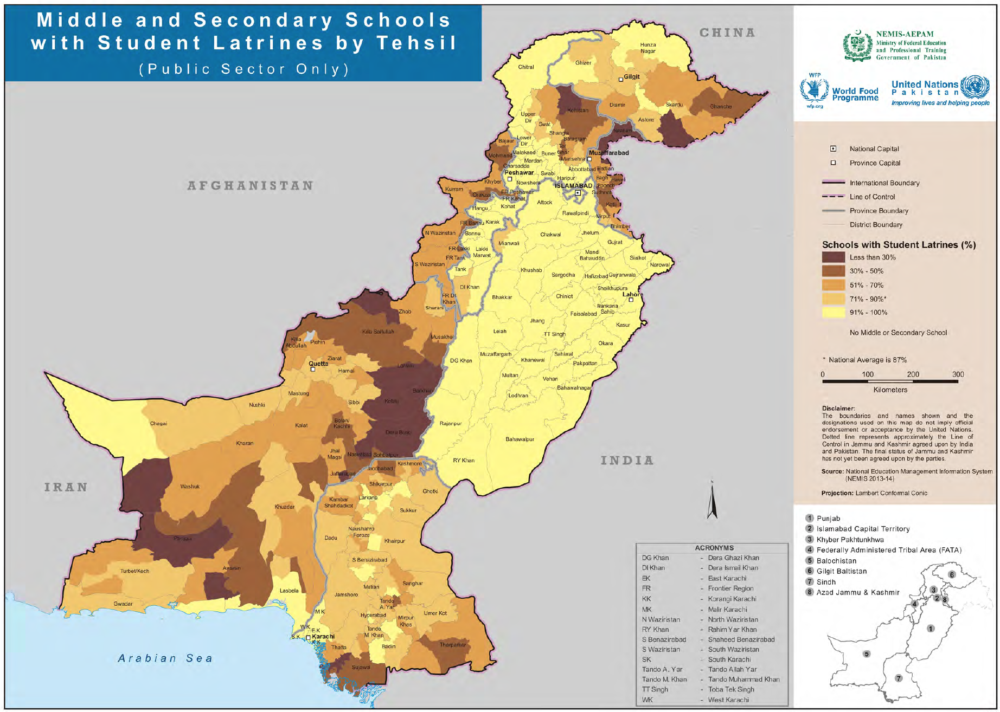 Middle and Secondary Schools
with Student Latrines by Tehsil
(Public Sector Only)
NEMIS-AEPAM
Ministry of Federal Education
and Professional Training
Government of Pakistan
WFP
World Food
Programme
wfp.org
United Nations
Pakistan
Improving lives and helping people
CHINA
AFGHANISTAN
IRAN
INDIA
Arabian Sea
Hunza
Nagar
Ghizer
Chitral
Gilgit
Diamir
Skardu
Ghanche
Astore
Kohistan
Upper
Dir
Swat
Shangla
Neelum
Batagram
Bajaur
Lower
Dir
Tor
Ghar
Mohmand
Malakand
Buner
Mansehra
Muzaffarabad
Mardan
Charsadda
Abbottabad
Hattian
Peshawar
Swabi
Haripur
Bagh
Haveli
Khyber
Nowshera
ISLAMABAD
Poonch
Kurram
Orakzai
FR Peshawar
Sudhnoti
FR Kohat
Attock
Kotli
Hangu
Kohat
Rawalpindi
Mirpur
FR Bannu
Karak
Bhimber
N Waziristan
Bannu
Chakwal
Jhelum
Mianwali
Gujrat
FR Lakki
Lakki
Marwat
Mandi
Bahauddin
FR Tank
Sialkot
S Waziristan
Tank
Narowal
Khushab
Sargodha
Hafizabad
Gujranwala
DI Khan
Sheikhupura
Lahore
FR DI
Khan
Bhakkar
Chiniot
Zhob
Sherani
Nankana
Sahib
Faisalabad
Jhang
Kasur
Killa Saifullah
Leiah
TT Singh
Musakhel
Killa
Abdullah
Pishin
Okara
Ziarat
DG Khan
Muzaffargarh
Khanewal
Sahiwal
Pakpattan
Quetta
Loralai
Harnai
Multan
Vehari
Barkhan
Bahawalnagar
Mastung
Lodhran
Nushki
Sibbi
Kohlu
Chagai
Kalat
Bolan/
Kachhi
Rajanpur
Dera Bugti
Bahawalpur
Kharan
Jhal
Magsi
Nasirabad
Sohbatpur
RY Khan
Kashmore
Jacobabad
Jaffarabad
Washuk
Shikarpur
Ghotki
Kambar
Shahdadkot
Larkana
Khuzdar
Sukkur
Naushahro
Feroze
Panjgur
Dadu
Khairpur
S Benazirabad
Awaran
Turbet/Kech
Sanghar
Lasbela
Matiari
Jamshoro
Gwadar
Tando
A. Yar
MK
Hyderabad
Mirpur
Khas
Umer Kot
WK
EK
SK
Karachi
KK
Tando
M. Khan
Thatta
Badin
Tharparkar
Sujawal
N
National Capital
Province Capital
International Boundary
Line of Control
Province Boundary
District Boundary
Schools with Student Latrines (%)
Less than 30%
30% - 50%
51% - 70%
71% - 90%*
91% - 100%
No Middle or Secondary School
* National Average is 87%
0 100 200 300
Kilometers
Disclaimer:
The boundaries and names shown and the
designations used on this map do not imply official
endorsement or acceptance by the United Nations.
Dotted line represents approximately the Line of
Control in Jammu and Kashmir agreed upon by India
and Pakistan. The final status of Jammu and Kashmir
has not yet been agreed upon by the parties.
Source: National Education Management Information System
(NEMIS 2013-14)
Projection: Lambert Conformal Conic
1 Punjab
2 Islamabad Capital Territory
3 Khyber Pakhtunkhwa
4 Federally Administered Tribal Area (FATA)
5 Balochistan
6 Gilgit Baltistan
7 Sindh
8 Azad Jammu & Kashmir
6
3
2
8
4
1
5
7
ACRONYMS
DG Khan - Dera Ghazi Khan
DI Khan - Dera Ismail Khan
EK - East Karachi
FR - Frontier Region
KK - Korangi Karachi
MK - Malir Karachi
N Waziristan - North Waziristan
RY Khan - Rahim Yar Khan
S Benazirabad - Shaheed Benazirabad
S Waziristan - South Waziristan
SK - South Karachi
Tando A. Yar - Tando Allah Yar
Tando M. Khan - Tando Muhammad Khan
TT Singh - Toba Tek Singh
WK - West Karachi